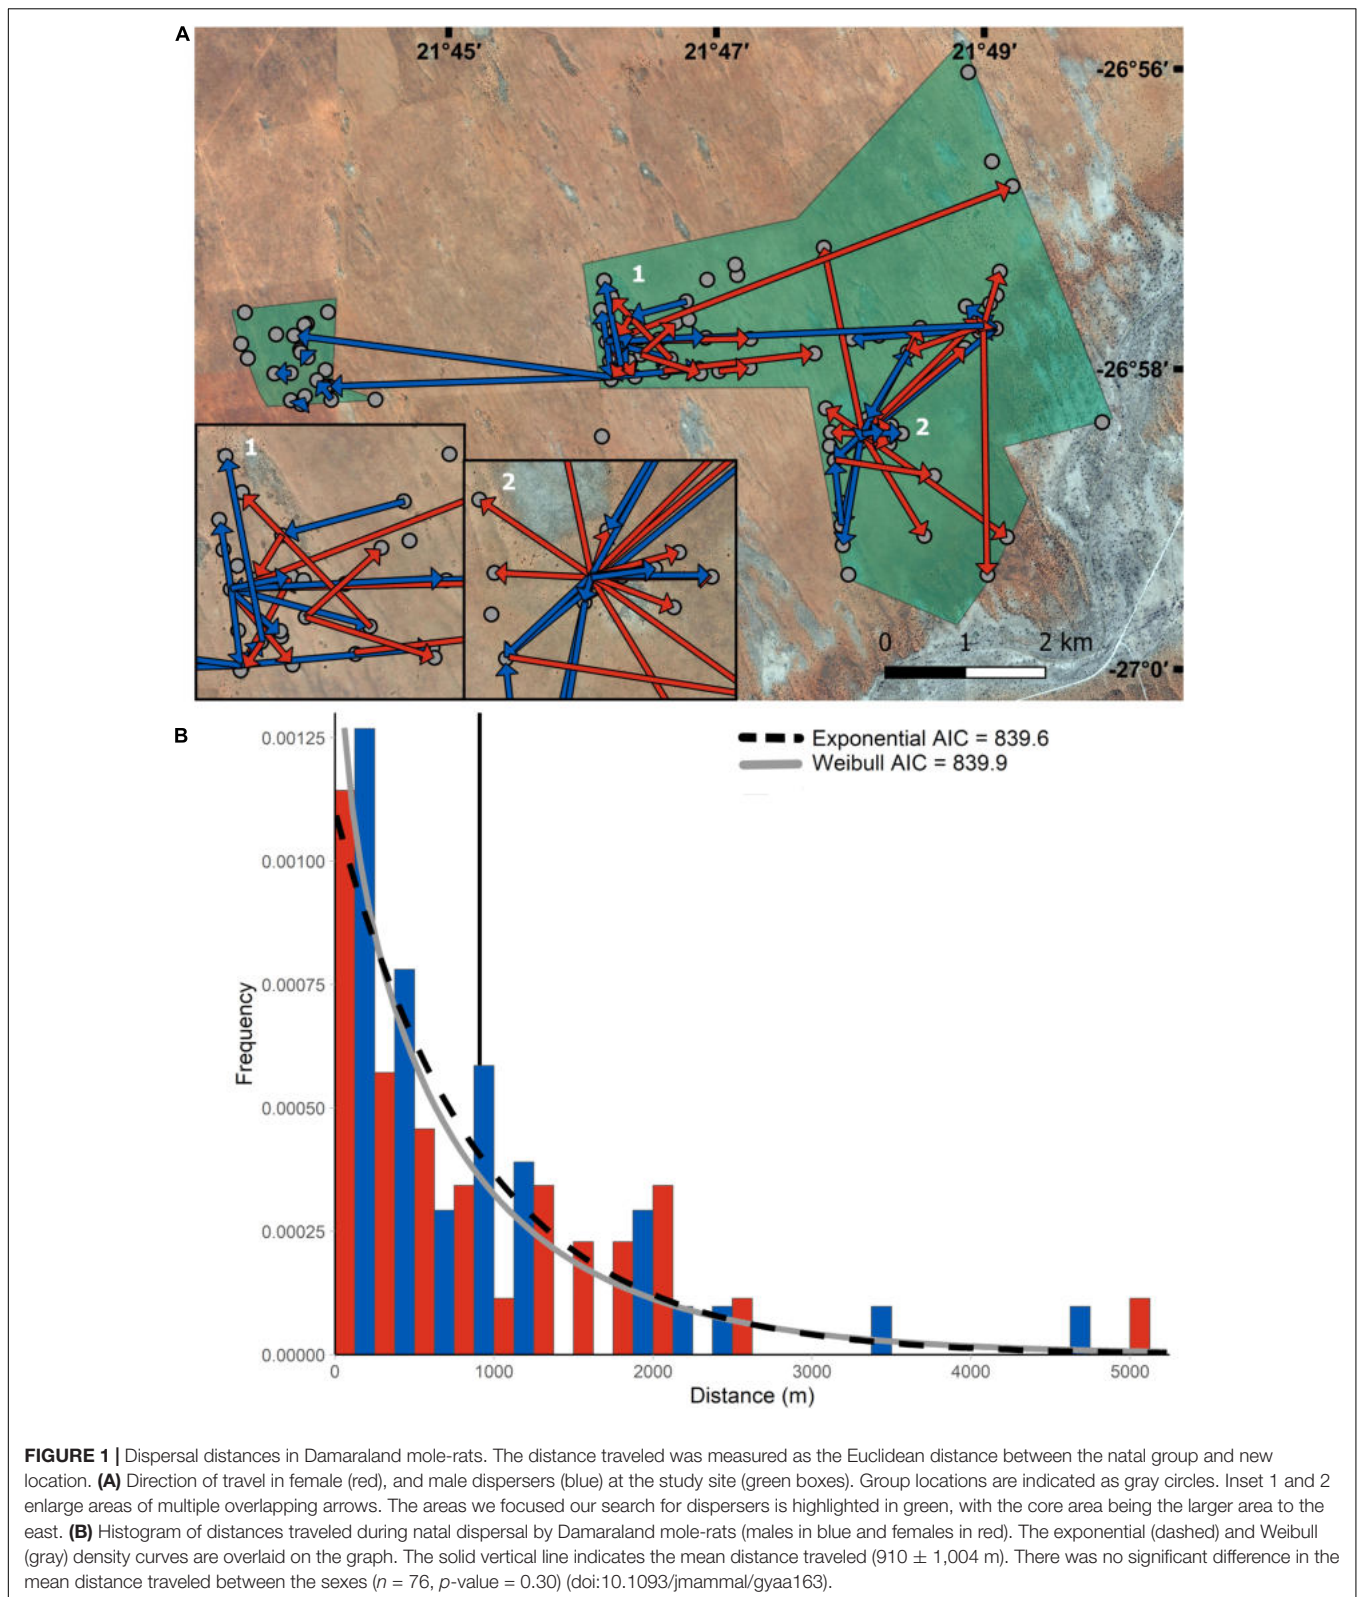 A
21°45′
21°47′
21°49′
-26°56′
1
-26°58′
2
1
2
0 1 2 km
-27°0′
B
Exponential AIC = 839.6
Weibull AIC = 839.9
0.00125
0.00100
0.00075
0.00050
0.00025
0.00000
Frequency
0 1000 2000 3000 4000 5000
Distance (m)
FIGURE 1 | Dispersal distances in Damaraland mole-rats. The distance traveled was measured as the Euclidean distance between the natal group and new
location. (A) Direction of travel in female (red), and male dispersers (blue) at the study site (green boxes). Group locations are indicated as gray circles. Inset 1 and 2
enlarge areas of multiple overlapping arrows. The areas we focused our search for dispersers is highlighted in green, with the core area being the larger area to the
east. (B) Histogram of distances traveled during natal dispersal by Damaraland mole-rats (males in blue and females in red). The exponential (dashed) and Weibull
(gray) density curves are overlaid on the graph. The solid vertical line indicates the mean distance traveled (910 ± 1,004 m). There was no significant difference in the
mean distance traveled between the sexes (n = 76, p-value = 0.30) (doi:10.1093/jmammal/gyaa163).